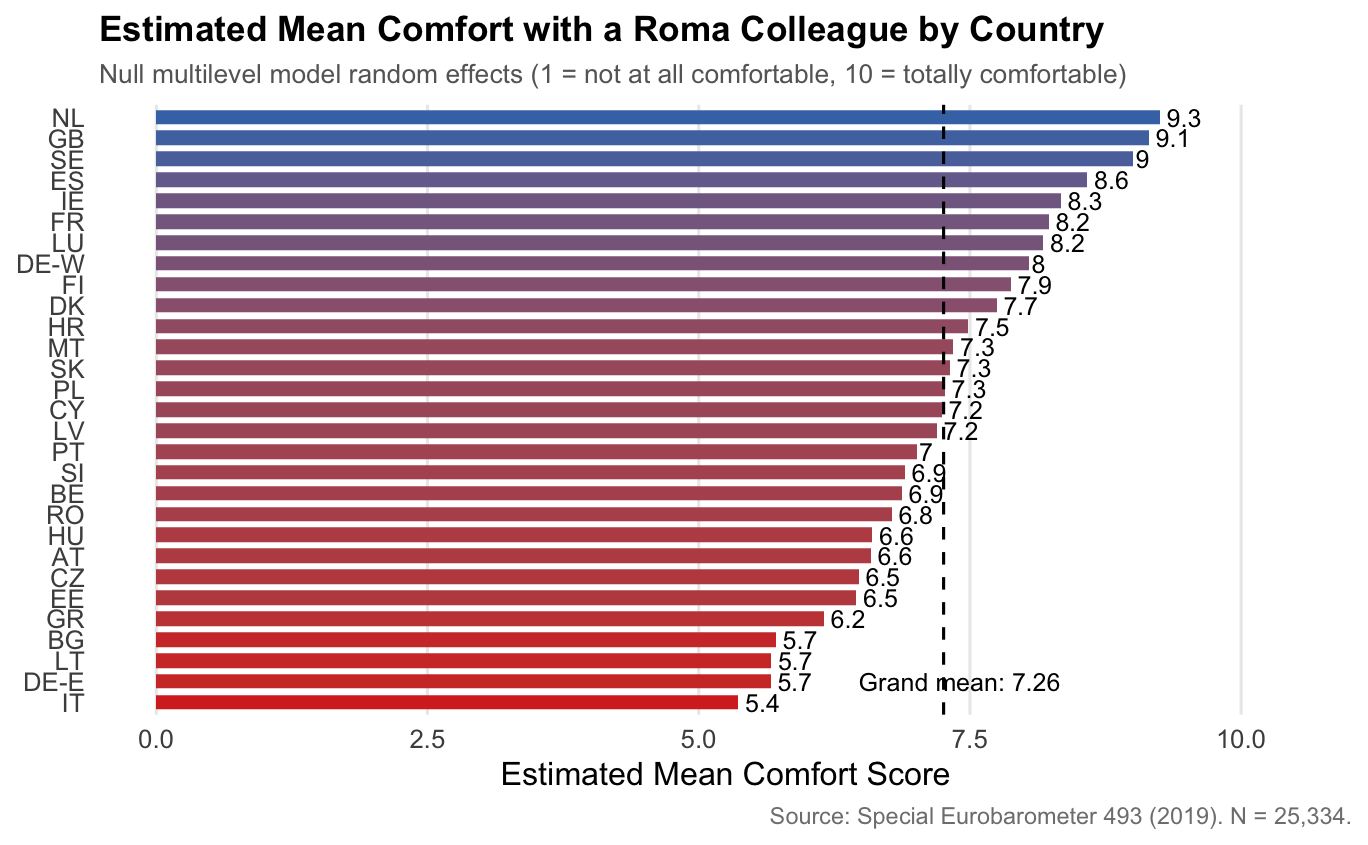 Estimated Mean Comfort with a Roma Colleague by Country
Null multilevel model random effects (1 = not at all comfortable, 10 = totally comfortable)
NL 9.3
GB 9.1
SE 9
ES 8.6
IE 8.3
FR 8.2
LU 8.2
DE-W 8
FI 7.9
DK 7.7
HR 7.5
MT 7.3
SK 7.3
PL 7.3
CY 7.2
LV 7.2
PT 7
SI 6.9
BE 6.9
RO 6.8
HU 6.6
AT 6.6
CZ 6.5
EE 6.5
GR 6.2
BG 5.7
LT 5.7
DE-E 5.7 Grand mean: 7.26
IT 5.4
0.0 2.5 5.0 7.5 10.0
Estimated Mean Comfort Score
Source: Special Eurobarometer 493 (2019). N = 25,334.